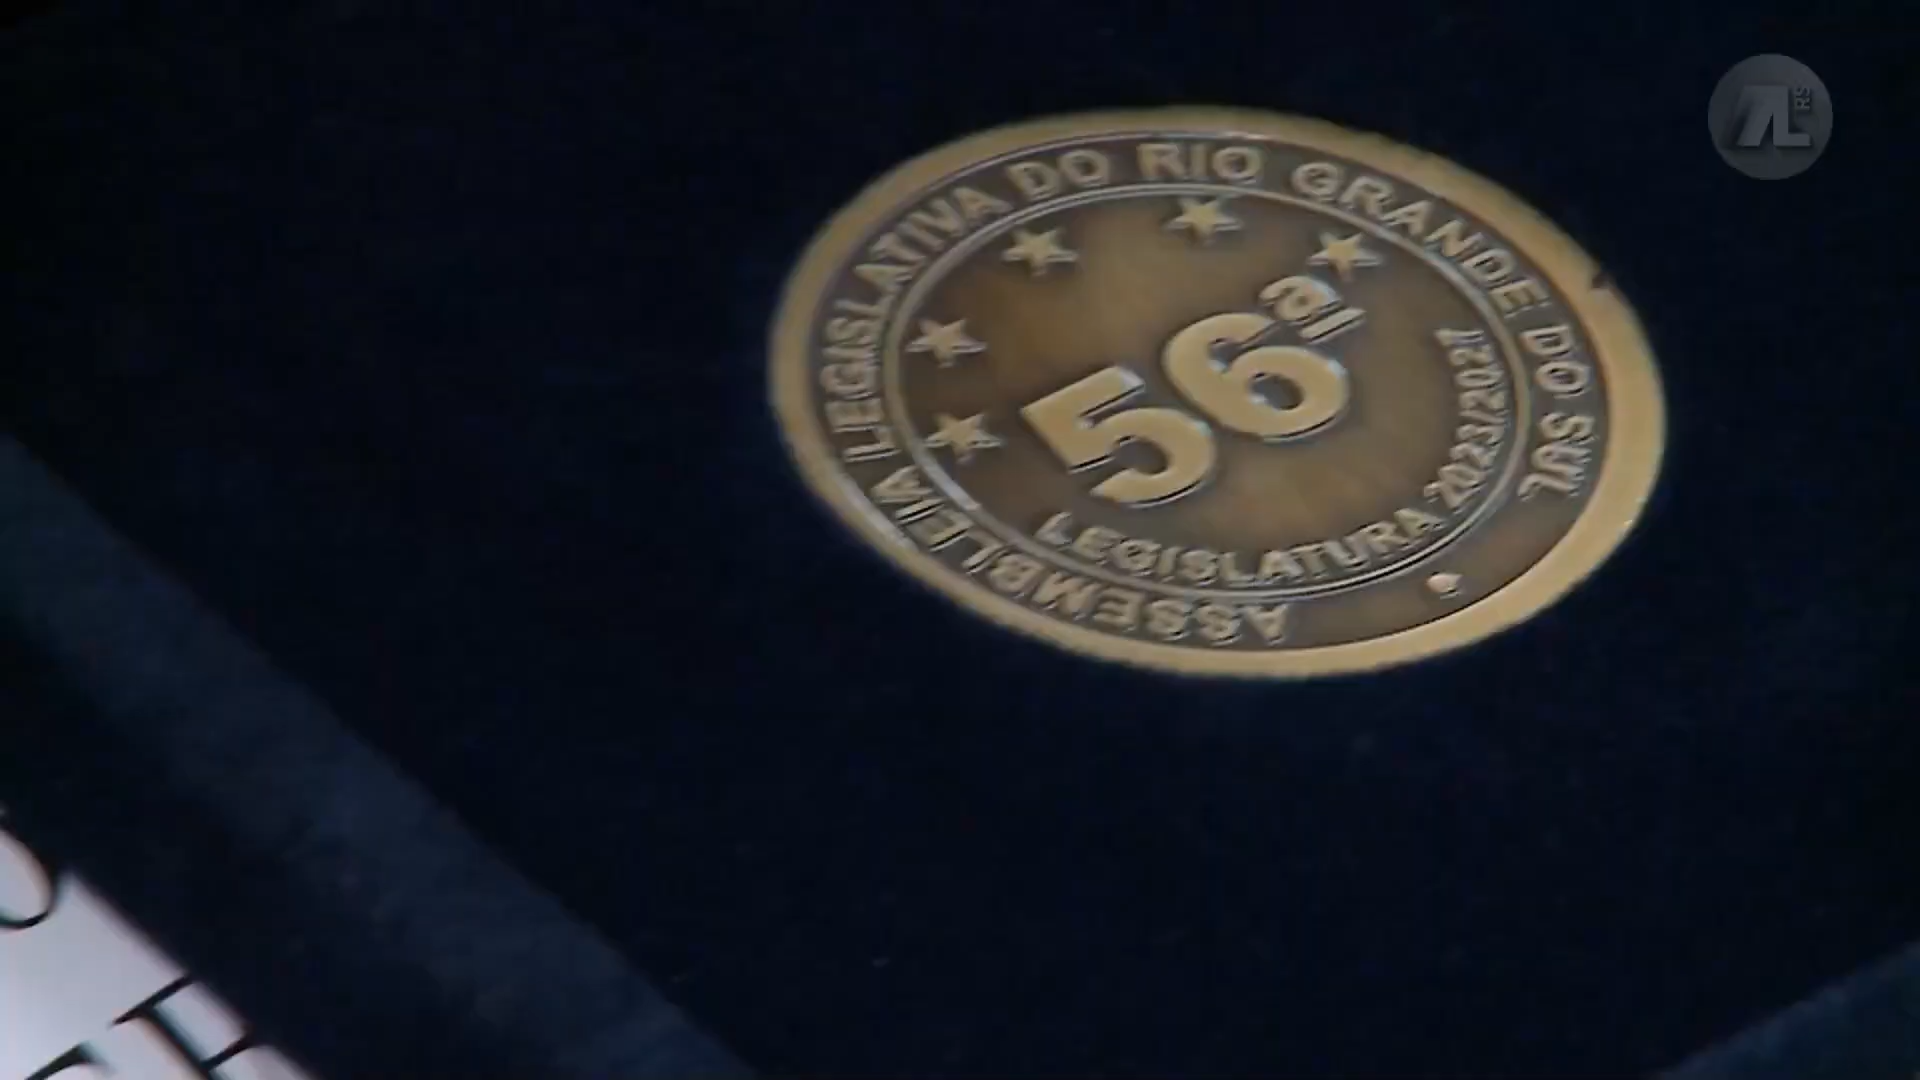 ASSEMBLEIA LEGISLATIVA DO RIO GRANDE DO SUL
56ª
LEGISLATURA 2023/2027
AL RS